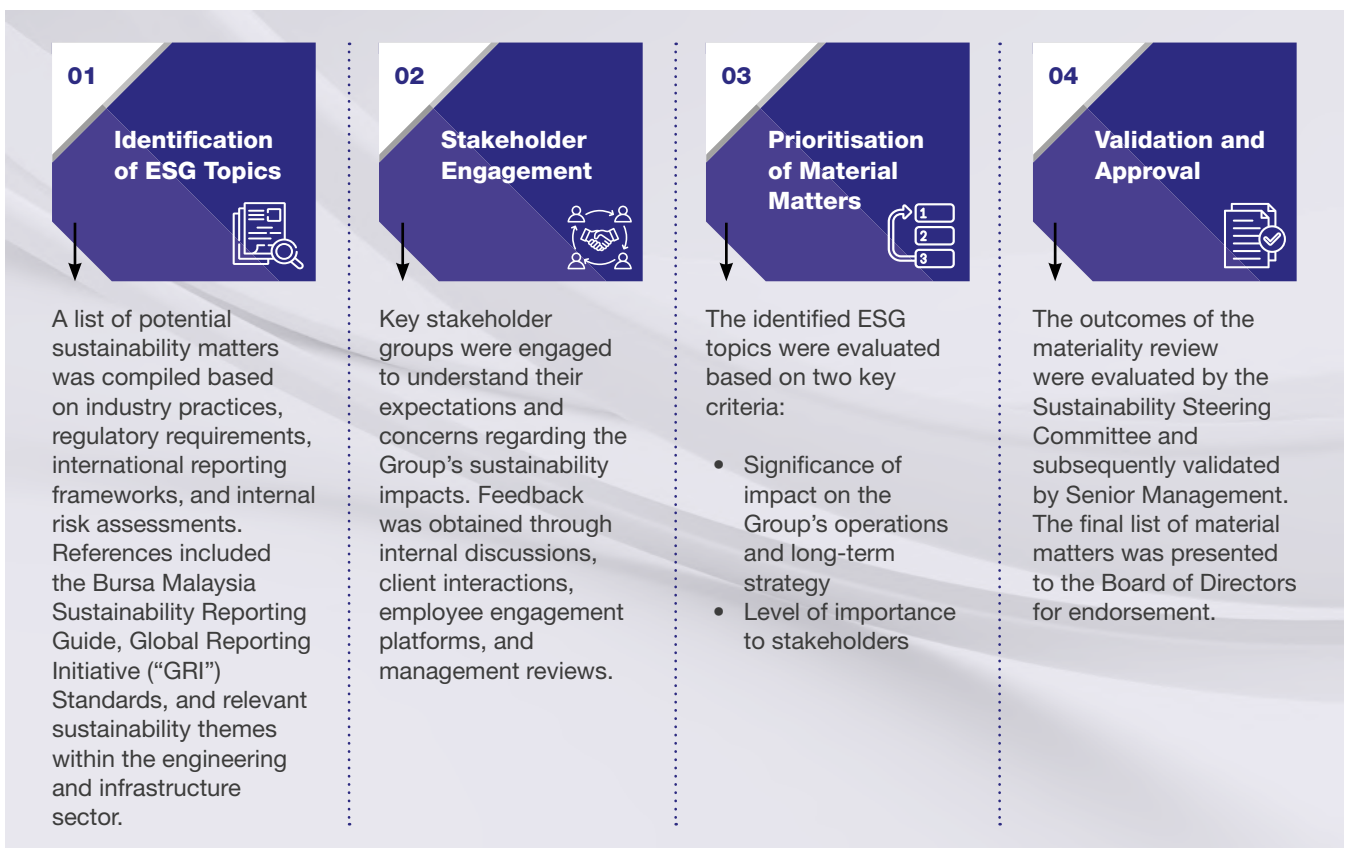 01
Identification
of ESG Topics
A list of potential
sustainability matters
was compiled based
on industry practices,
regulatory requirements,
international reporting
frameworks, and internal
risk assessments.
References included
the Bursa Malaysia
Sustainability Reporting
Guide, Global Reporting
Initiative (“GRI”)
Standards, and relevant
sustainability themes
within the engineering
and infrastructure
sector.
02
Stakeholder
Engagement
Key stakeholder
groups were engaged
to understand their
expectations and
concerns regarding the
Group’s sustainability
impacts. Feedback
was obtained through
internal discussions,
client interactions,
employee engagement
platforms, and
management reviews.
03
Prioritisation
of Material
Matters
1
2
3
The identified ESG
topics were evaluated
based on two key
criteria:
• Significance of
impact on the
Group’s operations
and long-term
strategy
• Level of importance
to stakeholders
04
Validation and
Approval
The outcomes of the
materiality review
were evaluated by the
Sustainability Steering
Committee and
subsequently validated
by Senior Management.
The final list of material
matters was presented
to the Board of Directors
for endorsement.